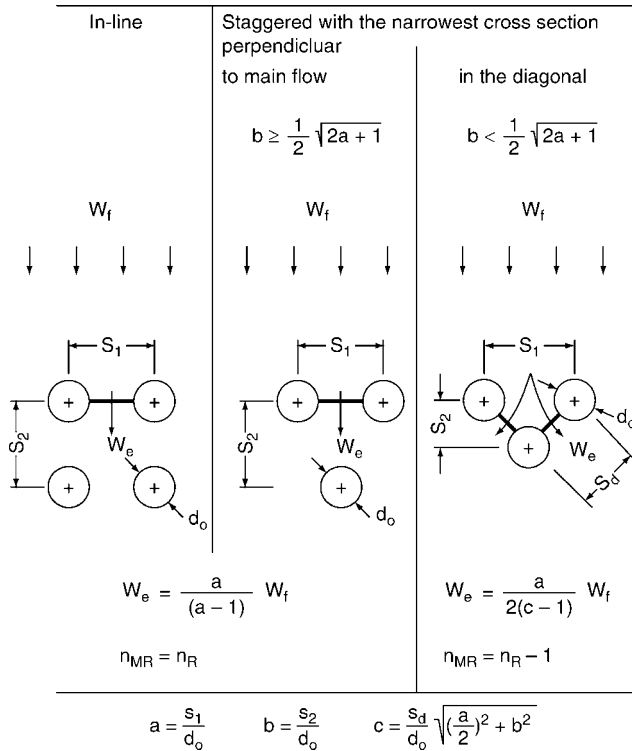 In-line
Staggered with the narrowest cross section
perpendicluar
to main flow
in the diagonal
b ≥ 1/2 √(2a + 1)
b < 1/2 √(2a + 1)
W_f
W_f
W_f
S_1
S_1
S_1
S_2
W_e
d_o
S_2
W_e
d_o
S_2
W_e
d_o
S_d
W_e = a/(a – 1) W_f
W_e = a/2(c – 1) W_f
n_MR = n_R
n_MR = n_R – 1
a = s_1/d_o
b = s_2/d_o
c = s_d/d_o √((a/2)² + b²)